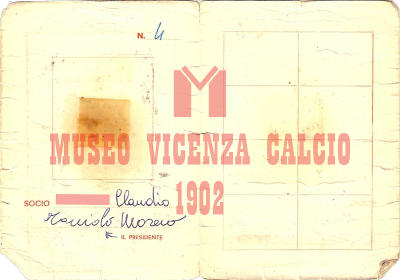 N. 4
M
MUSEO VICENZA CALCIO
1902
SOCIO Claudio
IL PRESIDENTE